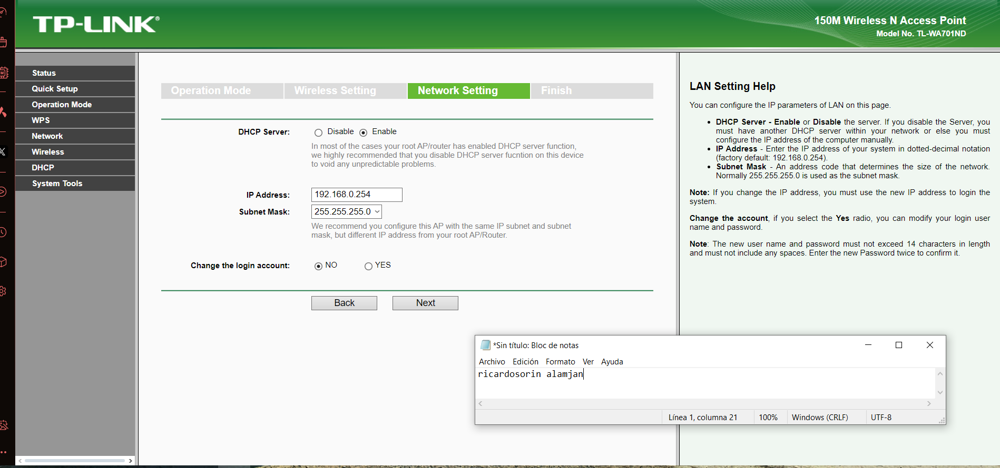 TP-LINK®
150M Wireless N Access Point
Model No. TL-WA701ND
Status
Quick Setup
Operation Mode
WPS
Network
Wireless
DHCP
System Tools
Operation Mode
Wireless Setting
Network Setting
Finish
DHCP Server:
Disable
Enable
In most of the cases your root AP/router has enabled DHCP server function,
we highly recommended that you disable DHCP server fucntion on this device
to void any unpredictable problems.
IP Address:
192.168.0.254
Subnet Mask:
255.255.255.0
We recommend you configure this AP with the same IP subnet and subnet
mask, but different IP address from your root AP/Router.
Change the login account:
NO
YES
Back
Next
LAN Setting Help
You can configure the IP parameters of LAN on this page.
• DHCP Server - Enable or Disable the server. If you disable the Server, you
must have another DHCP server within your network or else you must
configure the IP address of the computer manually.
• IP Address - Enter the IP address of your system in dotted-decimal notation
(factory default: 192.168.0.254).
• Subnet Mask - An address code that determines the size of the network.
Normally 255.255.255.0 is used as the subnet mask.
Note: If you change the IP address, you must use the new IP address to login the
system.
Change the account, if you select the Yes radio, you can modify your login user
name and password.
Note: The new user name and password must not exceed 14 characters in length
and must not include any spaces. Enter the new Password twice to confirm it.
*Sin título: Bloc de notas
Archivo Edición Formato Ver Ayuda
ricardosorin alamjan
Línea 1, columna 21
100%
Windows (CRLF)
UTF-8